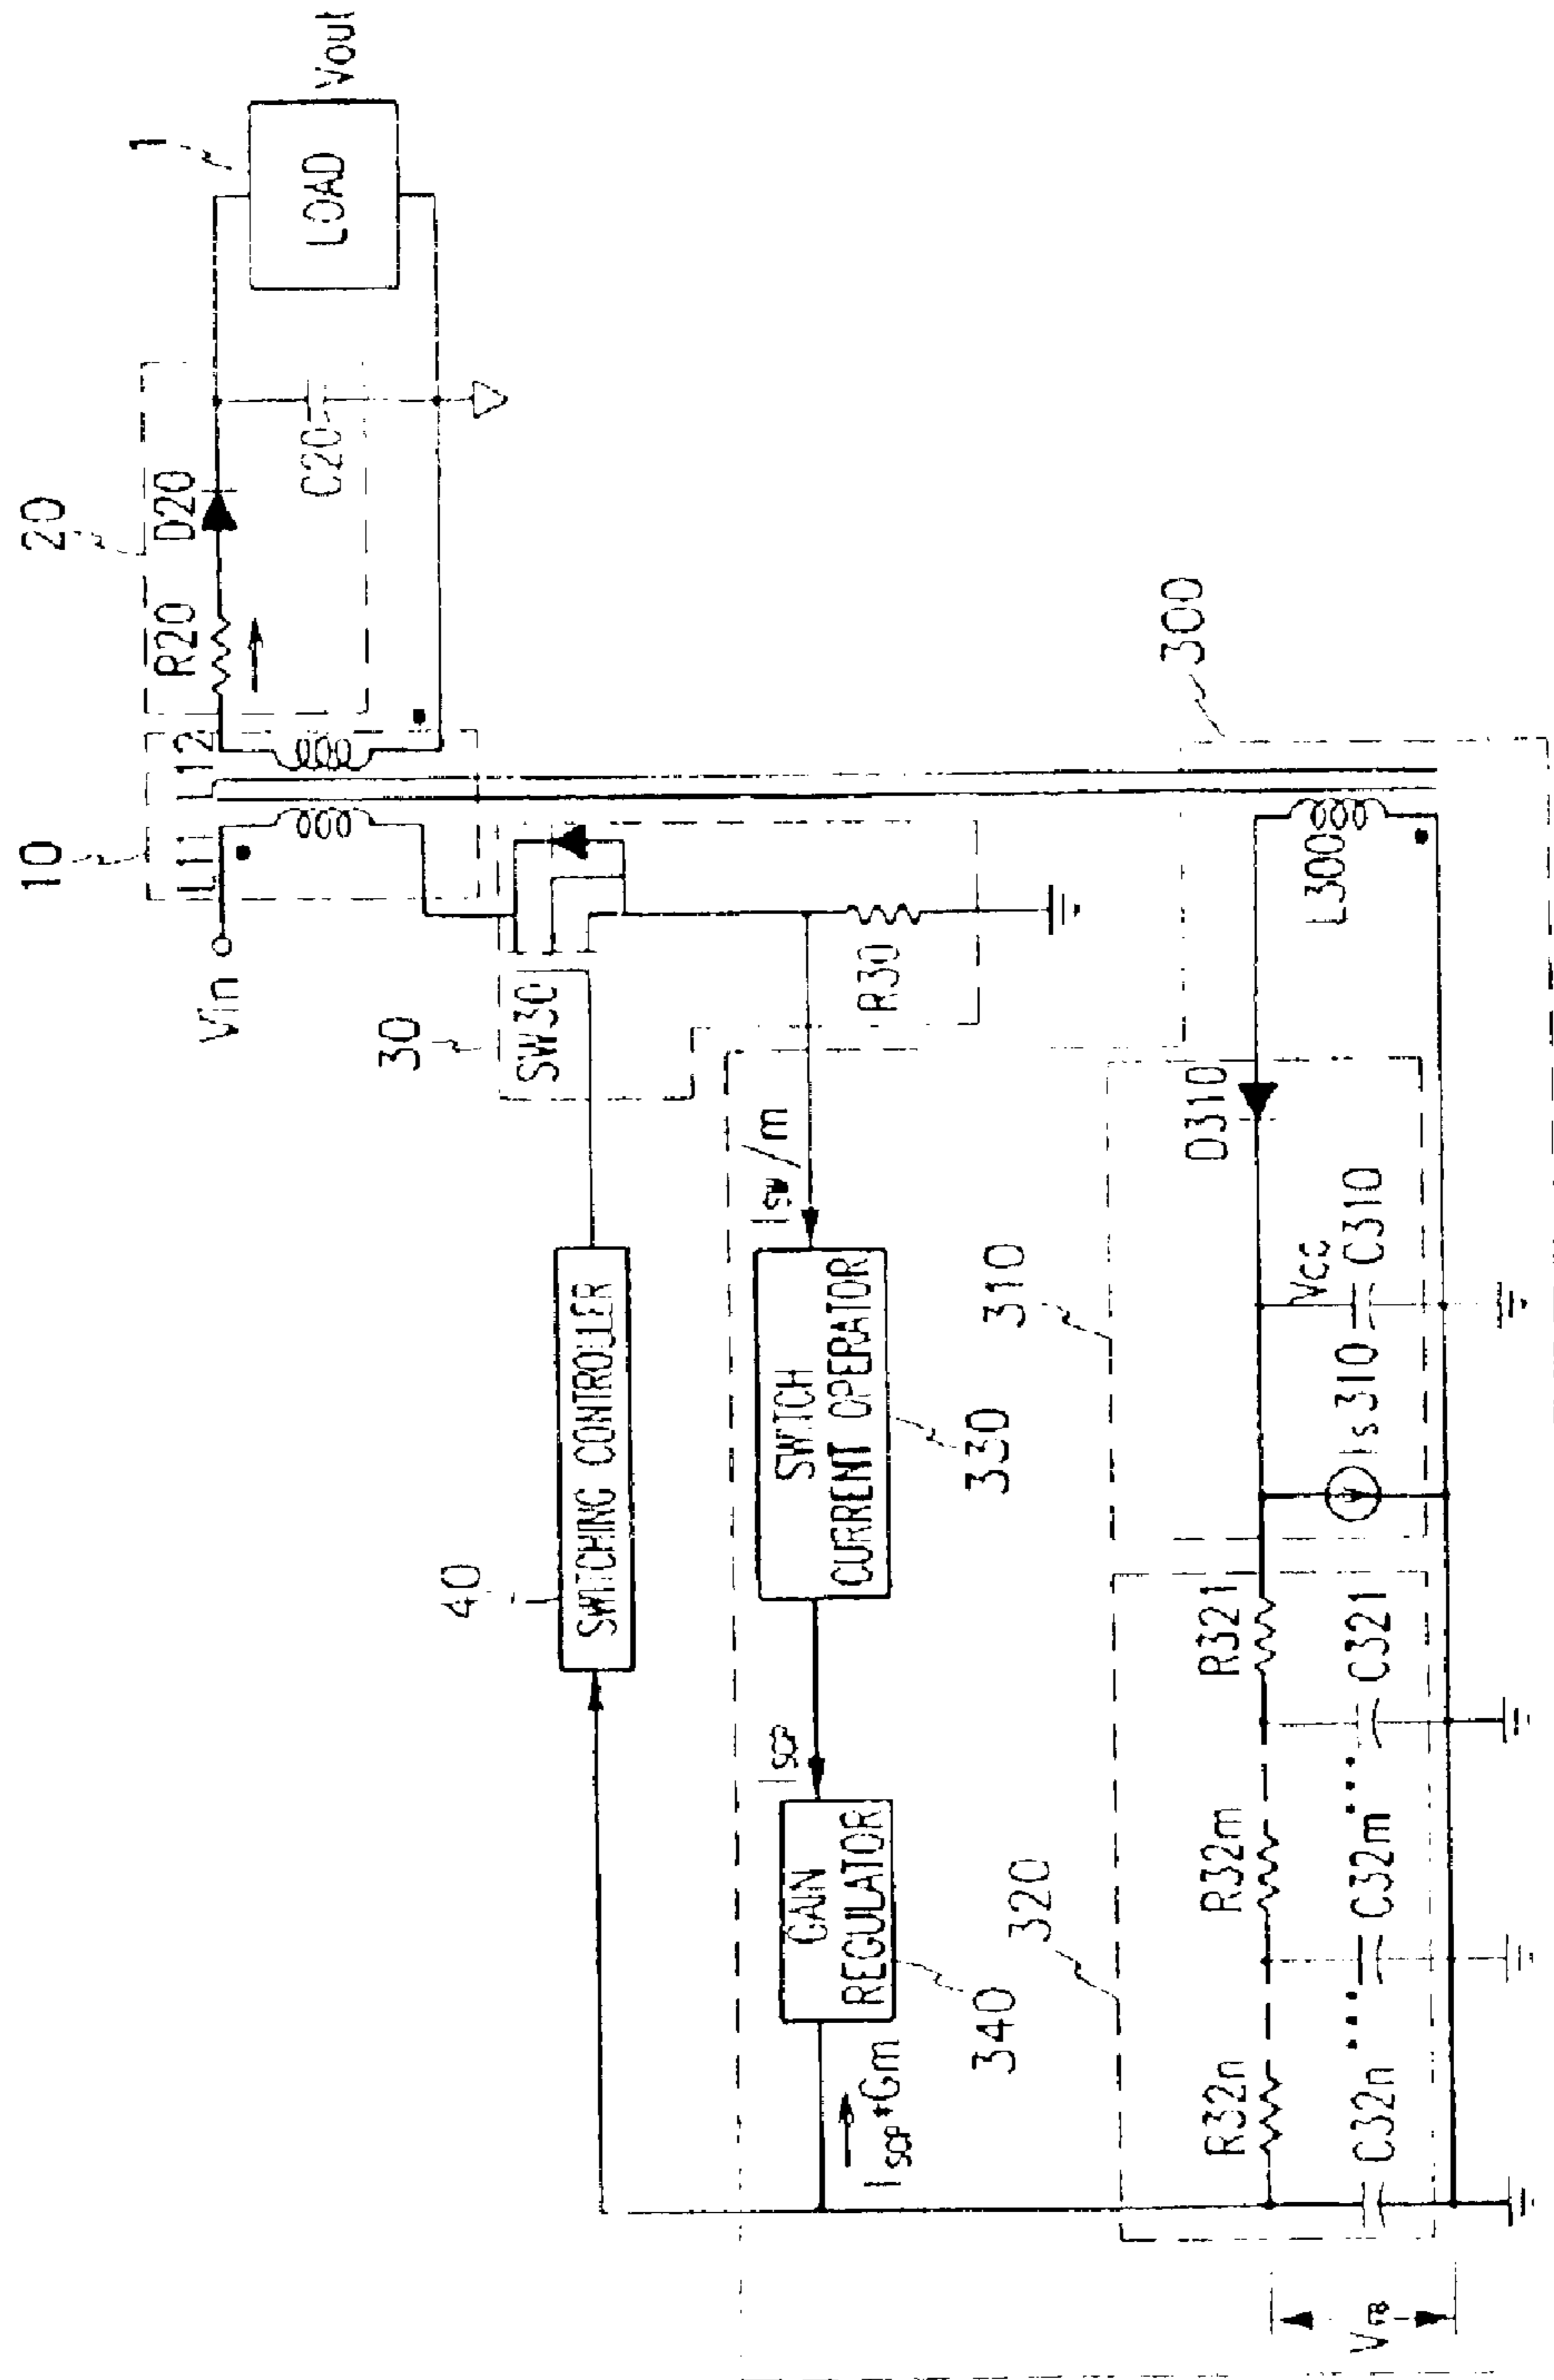 20
10
L11
L12
R20
D20
C20
1
LOAD
Vout
Vin
30
SW30
R30
40
SWITCHING CONTROLLER
Isw/m
SWITCH
CURRENT OPERATOR
330
Iscp
GAIN
REGULATOR
340
Iscp*Gm
300
L300
310
D310
Vcc
C310
Is310
320
R321
C321
R32m
C32m
R32n
C32n
VFB